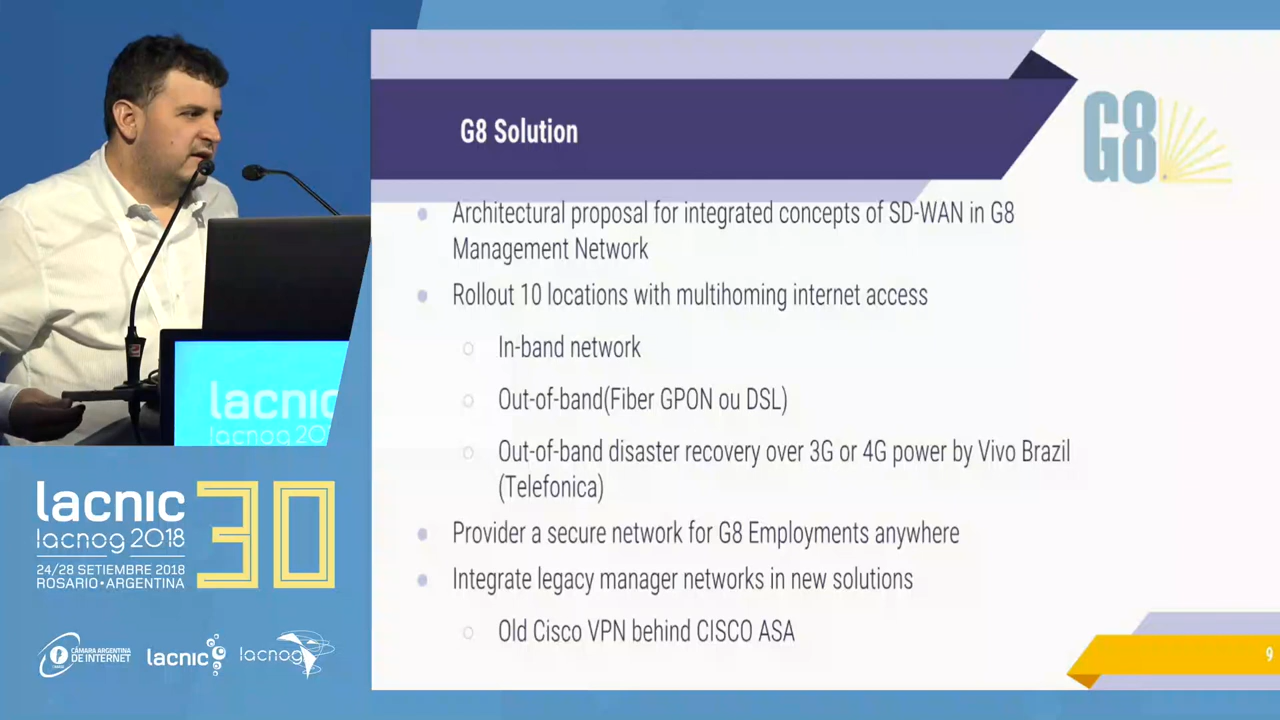 G8 Solution
G8
Architectural proposal for integrated concepts of SD-WAN in G8
Management Network
Rollout 10 locations with multihoming internet access
In-band network
Out-of-band(Fiber GPON ou DSL)
Out-of-band disaster recovery over 3G or 4G power by Vivo Brazil
(Telefonica)
Provider a secure network for G8 Employments anywhere
Integrate legacy manager networks in new solutions
Old Cisco VPN behind CISCO ASA
9
lacnic
lacnog 201
lacnic 30
lacnog 2018
24/28 SETIEMBRE 2018
ROSARIO•ARGENTINA
CÁMARA ARGENTINA
DE INTERNET
lacnic
lacnog